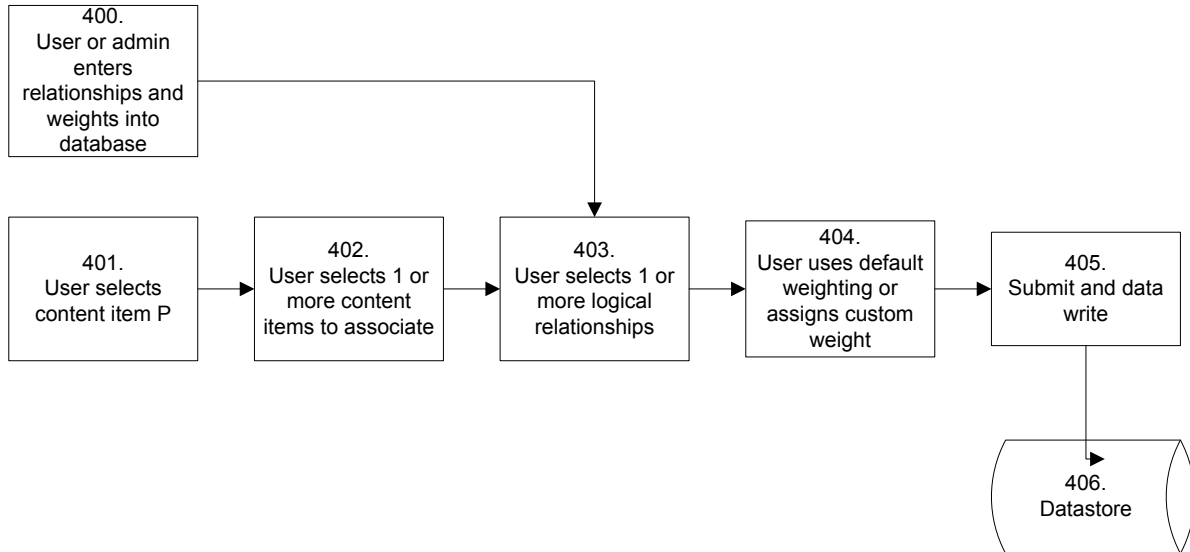 400.
User or admin
enters
relationships and
weights into
database
401.
User selects
content item P
402.
User selects 1 or
more content
items to associate
403.
User selects 1 or
more logical
relationships
404.
User uses default
weighting or
assigns custom
weight
405.
Submit and data
write
406.
Datastore